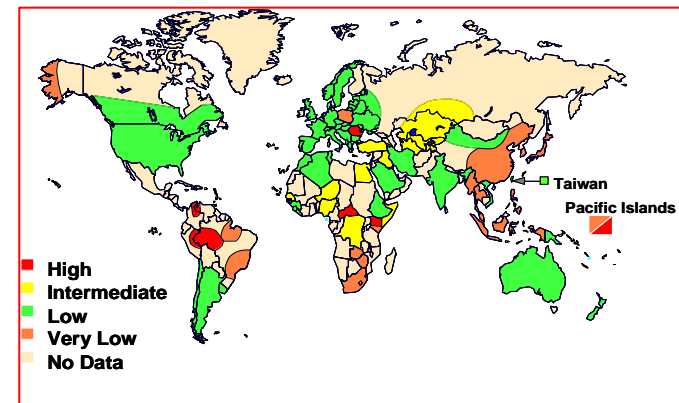 Taiwan
Pacific Islands
High
Intermediate
Low
Very Low
No Data